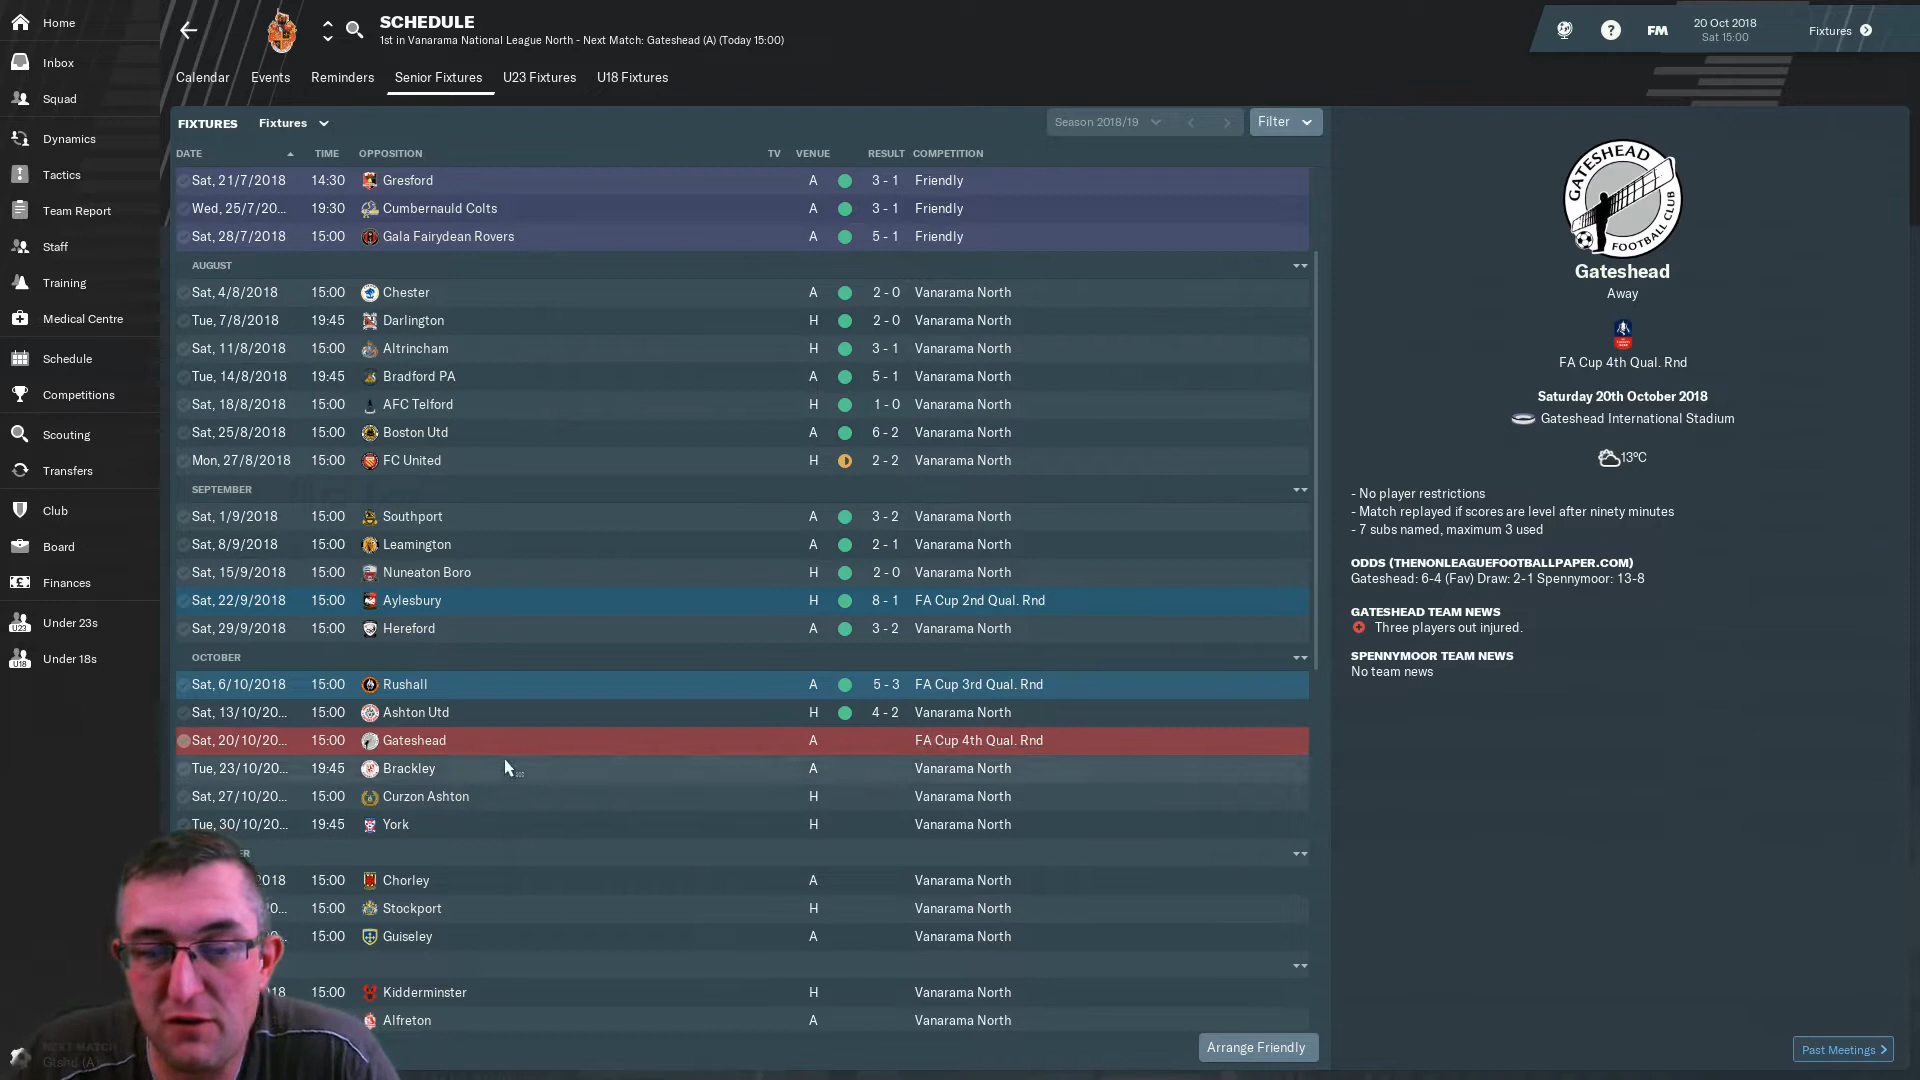 Home
Inbox
Squad
Dynamics
Tactics
Team Report
Staff
Training
Medical Centre
Schedule
Competitions
Scouting
Transfers
Club
Board
Finances
U23 Under 23s
U18 Under 18s
NEXT MATCH
Gtshd (A)
SCHEDULE
1st in Vanarama National League North - Next Match: Gateshead (A) (Today 15:00)
FM
20 Oct 2018
Sat 15:00
Fixtures
Calendar Events Reminders Senior Fixtures U23 Fixtures U18 Fixtures
FIXTURES Fixtures Season 2018/19 Filter
DATE TIME OPPOSITION TV VENUE RESULT COMPETITION
Sat, 21/7/2018 14:30 Gresford A 3 - 1 Friendly
Wed, 25/7/20... 19:30 Cumbernauld Colts A 3 - 1 Friendly
Sat, 28/7/2018 15:00 Gala Fairydean Rovers A 5 - 1 Friendly
AUGUST
Sat, 4/8/2018 15:00 Chester A 2 - 0 Vanarama North
Tue, 7/8/2018 19:45 Darlington H 2 - 0 Vanarama North
Sat, 11/8/2018 15:00 Altrincham H 3 - 1 Vanarama North
Tue, 14/8/2018 19:45 Bradford PA A 5 - 1 Vanarama North
Sat, 18/8/2018 15:00 AFC Telford H 1 - 0 Vanarama North
Sat, 25/8/2018 15:00 Boston Utd A 6 - 2 Vanarama North
Mon, 27/8/2018 15:00 FC United H 2 - 2 Vanarama North
SEPTEMBER
Sat, 1/9/2018 15:00 Southport A 3 - 2 Vanarama North
Sat, 8/9/2018 15:00 Leamington A 2 - 1 Vanarama North
Sat, 15/9/2018 15:00 Nuneaton Boro H 2 - 0 Vanarama North
Sat, 22/9/2018 15:00 Aylesbury H 8 - 1 FA Cup 2nd Qual. Rnd
Sat, 29/9/2018 15:00 Hereford A 3 - 2 Vanarama North
OCTOBER
Sat, 6/10/2018 15:00 Rushall A 5 - 3 FA Cup 3rd Qual. Rnd
Sat, 13/10/20... 15:00 Ashton Utd H 4 - 2 Vanarama North
Sat, 20/10/20... 15:00 Gateshead A FA Cup 4th Qual. Rnd
Tue, 23/10/20... 19:45 Brackley A Vanarama North
Sat, 27/10/20... 15:00 Curzon Ashton H Vanarama North
Tue, 30/10/20... 19:45 York H Vanarama North
ER
018 15:00 Chorley A Vanarama North
0... 15:00 Stockport H Vanarama North
15:00 Guiseley A Vanarama North
18 15:00 Kidderminster H Vanarama North
Alfreton A Vanarama North
Arrange Friendly
GATESHEAD
FOOTBALL CLUB
Gateshead
Away
FA Cup 4th Qual. Rnd
Saturday 20th October 2018
Gateshead International Stadium
13ºC
- No player restrictions
- Match replayed if scores are level after ninety minutes
- 7 subs named, maximum 3 used
ODDS (THENONLEAGUEFOOTBALLPAPER.COM)
Gateshead: 6-4 (Fav) Draw: 2-1 Spennymoor: 13-8
GATESHEAD TEAM NEWS
Three players out injured.
SPENNYMOOR TEAM NEWS
No team news
Past Meetings